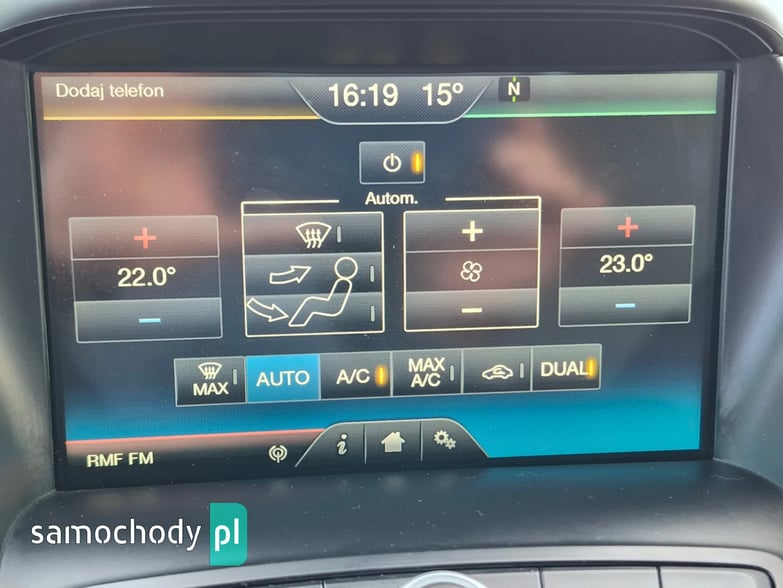 Dodaj telefon
16:19 15° N
Autom.
+ + +
22.0° 23.0°
- - -
MAX AUTO A/C MAX A/C DUAL
RMF FM i
samochody pl